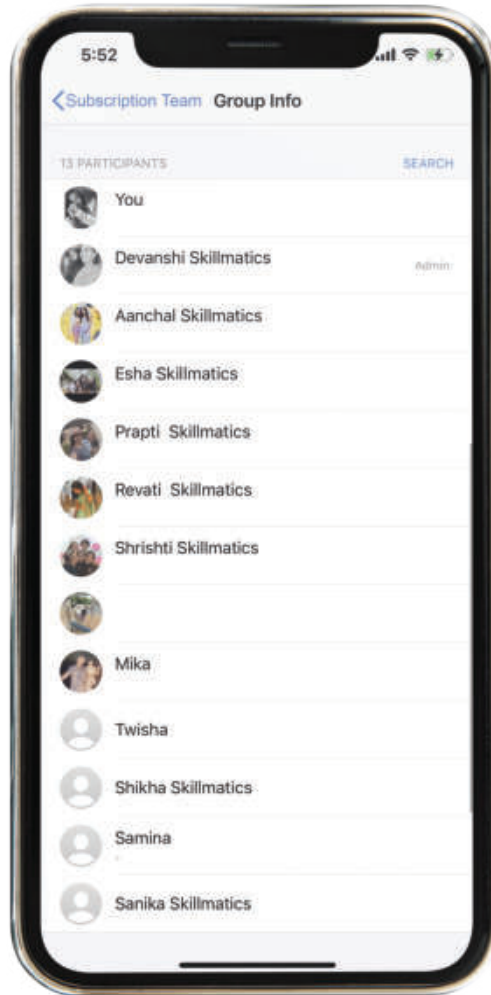 5:52
Subscription Team Group Info
13 PARTICIPANTS SEARCH
You
Devanshi Skillmatics
Admin
Aanchal Skillmatics
Esha Skillmatics
Prapti Skillmatics
Revati Skillmatics
Shrishti Skillmatics
Mika
Twisha
Shikha Skillmatics
Samina
Sanika Skillmatics